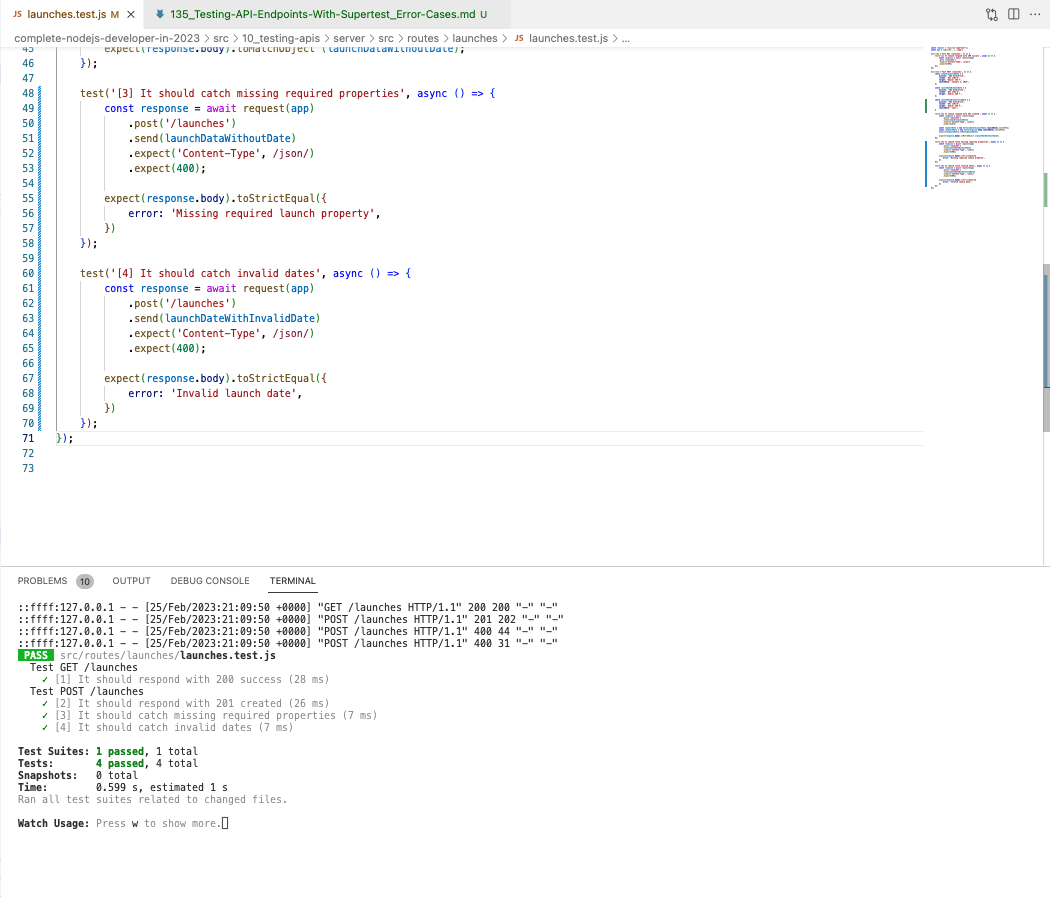 JS launches.test.js M
135_Testing-API-Endpoints-With-Supertest_Error-Cases.md U
complete-nodejs-developer-in-2023 > src > 10_testing-apis > server > src > routes > launches > JS launches.test.js > ...
45 expect(response.body).toMatchObject (launchDataWithoutDate);
46 });
47
48 test('[3] It should catch missing required properties', async () => {
49 const response = await request(app)
50 .post('/launches')
51 .send(launchDataWithoutDate)
52 .expect('Content-Type', /json/)
53 .expect(400);
54
55 expect(response.body).toStrictEqual({
56 error: 'Missing required launch property',
57 })
58 });
59
60 test('[4] It should catch invalid dates', async () => {
61 const response = await request(app)
62 .post('/launches')
63 .send(launchDateWithInvalidDate)
64 .expect('Content-Type', /json/)
65 .expect(400);
66
67 expect(response.body).toStrictEqual({
68 error: 'Invalid launch date',
69 })
70 });
71 });
72
73
PROBLEMS 10 OUTPUT DEBUG CONSOLE TERMINAL
::ffff:127.0.0.1 - - [25/Feb/2023:21:09:50 +0000] "GET /launches HTTP/1.1" 200 200 "-" "-"
::ffff:127.0.0.1 - - [25/Feb/2023:21:09:50 +0000] "POST /launches HTTP/1.1" 201 202 "-" "-"
::ffff:127.0.0.1 - - [25/Feb/2023:21:09:50 +0000] "POST /launches HTTP/1.1" 400 44 "-" "-"
::ffff:127.0.0.1 - - [25/Feb/2023:21:09:50 +0000] "POST /launches HTTP/1.1" 400 31 "-" "-"
PASS src/routes/launches/launches.test.js
Test GET /launches
✓ [1] It should respond with 200 success (28 ms)
Test POST /launches
✓ [2] It should respond with 201 created (26 ms)
✓ [3] It should catch missing required properties (7 ms)
✓ [4] It should catch invalid dates (7 ms)
Test Suites: 1 passed, 1 total
Tests: 4 passed, 4 total
Snapshots: 0 total
Time: 0.599 s, estimated 1 s
Ran all test suites related to changed files.
Watch Usage: Press w to show more.